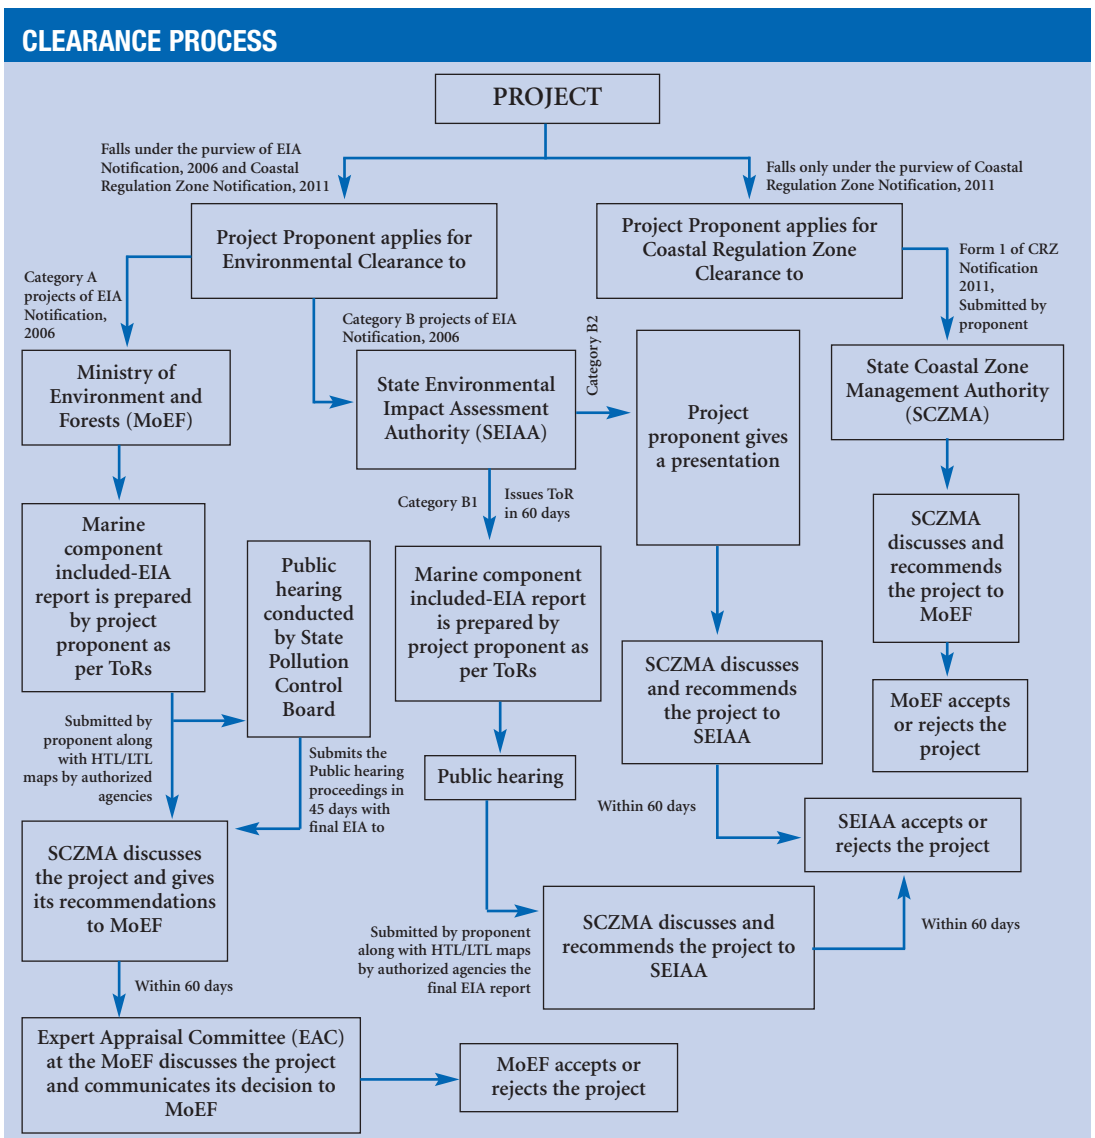 CLEARANCE PROCESS
PROJECT
Falls under the purview of EIA
Notification, 2006 and Coastal
Regulation Zone Notification, 2011
Falls only under the purview of Coastal
Regulation Zone Notification, 2011
Project Proponent applies for
Environmental Clearance to
Project Proponent applies for
Coastal Regulation Zone
Clearance to
Category A
projects of EIA
Notification,
2006
Category B projects of EIA
Notification, 2006
Category B2
Form 1 of CRZ
Notification
2011,
Submitted by
proponent
Ministry of
Environment and
Forests (MoEF)
State Environmental
Impact Assessment
Authority (SEIAA)
Project
proponent gives
a presentation
State Coastal Zone
Management Authority
(SCZMA)
Category B1
Issues ToR
in 60 days
Marine
component
included-EIA
report is prepared
by project
proponent as
per ToRs
Public
hearing
conducted
by State
Pollution
Control
Board
Marine component
included-EIA report
is prepared by
project proponent as
per ToRs
SCZMA discusses
and recommends
the project to
SEIAA
SCZMA
discusses and
recommends
the project to
MoEF
MoEF accepts
or rejects the
project
Submitted by
proponent along
with HTL/LTL
maps by authorized
agencies
Submits the
Public hearing
proceedings in
45 days with
final EIA to
Public hearing
Within 60 days
SEIAA accepts or
rejects the project
SCZMA discusses
the project and gives
its recommendations
to MoEF
Submitted by proponent
along with HTL/LTL maps
by authorized agencies the
final EIA report
SCZMA discusses and
recommends the project to
SEIAA
Within 60 days
Within 60 days
Expert Appraisal Committee (EAC)
at the MoEF discusses the project
and communicates its decision to
MoEF
MoEF accepts or
rejects the project